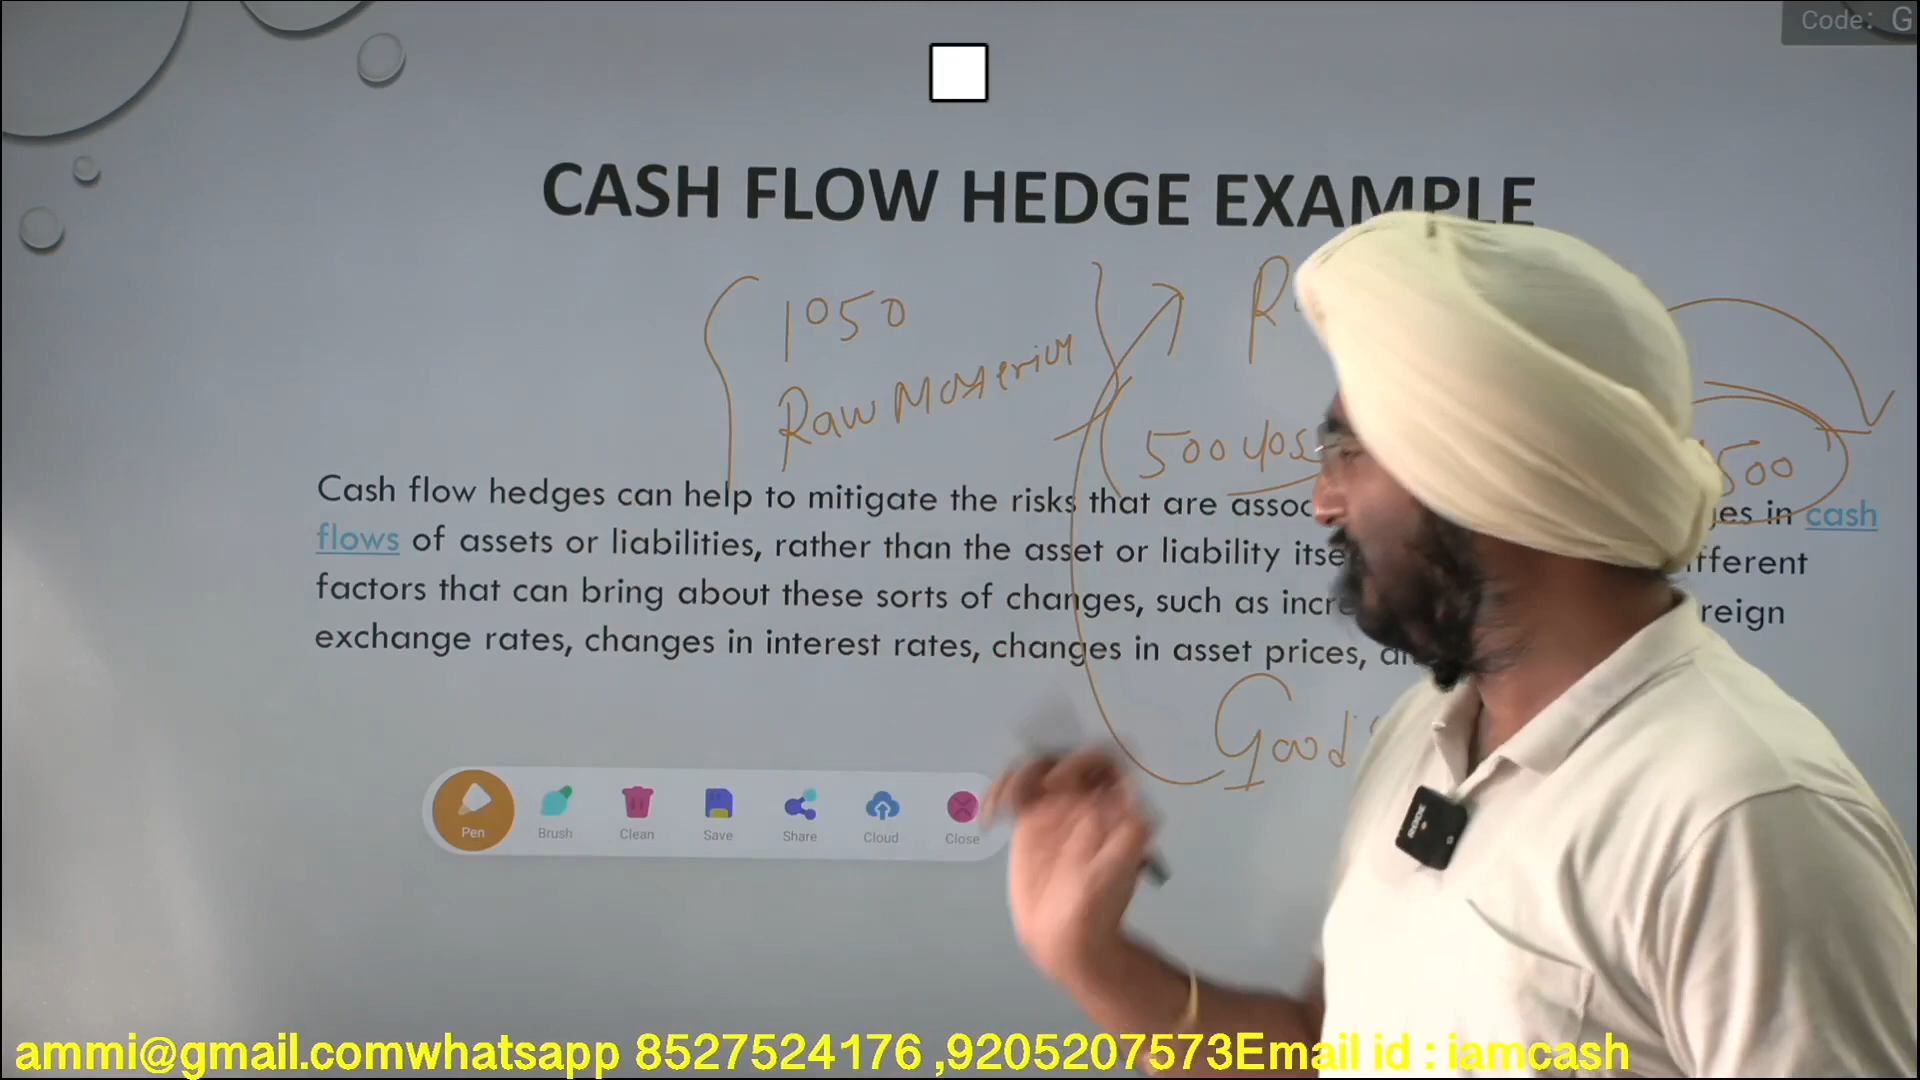 Code: G
CASH FLOW HEDGE EXAMPLE
1050
Raw Material
500
500
Cash flow hedges can help to mitigate the risks that are assoc es in cash
flows of assets or liabilities, rather than the asset or liability itse fferent
factors that can bring about these sorts of changes, such as incre reign
exchange rates, changes in interest rates, changes in asset prices, an
Good
Pen Brush Clean Save Share Cloud Close
RODE
ammi@gmail.comwhatsapp 8527524176 ,9205207573Email id : iamcash